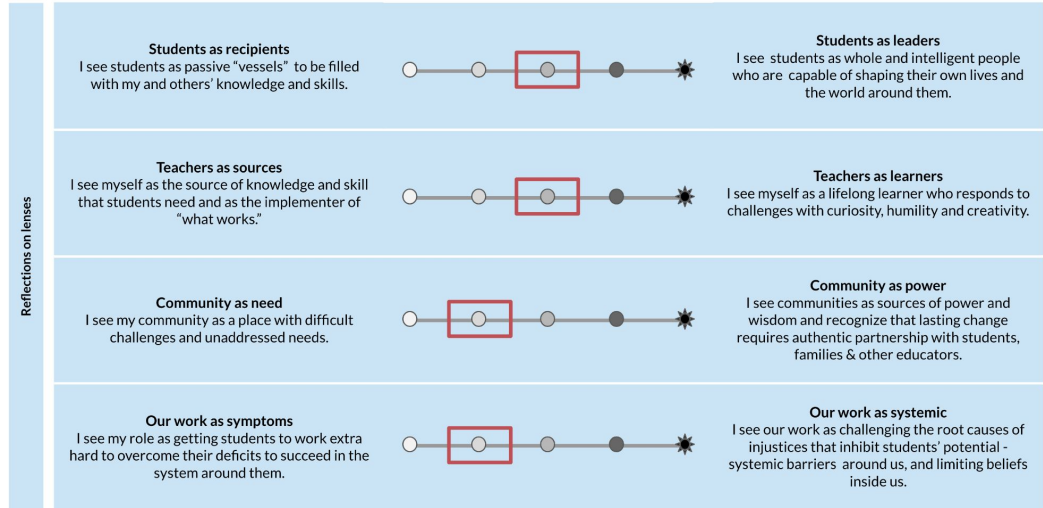 Reflections on lenses
Students as recipients
I see students as passive “vessels” to be filled
with my and others’ knowledge and skills.
Students as leaders
I see students as whole and intelligent people
who are capable of shaping their own lives and
the world around them.
Teachers as sources
I see myself as the source of knowledge and skill
that students need and as the implementer of
“what works.”
Teachers as learners
I see myself as a lifelong learner who responds to
challenges with curiosity, humility and creativity.
Community as need
I see my community as a place with difficult
challenges and unaddressed needs.
Community as power
I see communities as sources of power and
wisdom and recognize that lasting change
requires authentic partnership with students,
families & other educators.
Our work as symptoms
I see my role as getting students to work extra
hard to overcome their deficits to succeed in the
system around them.
Our work as systemic
I see our work as challenging the root causes of
injustices that inhibit students’ potential -
systemic barriers around us, and limiting beliefs
inside us.